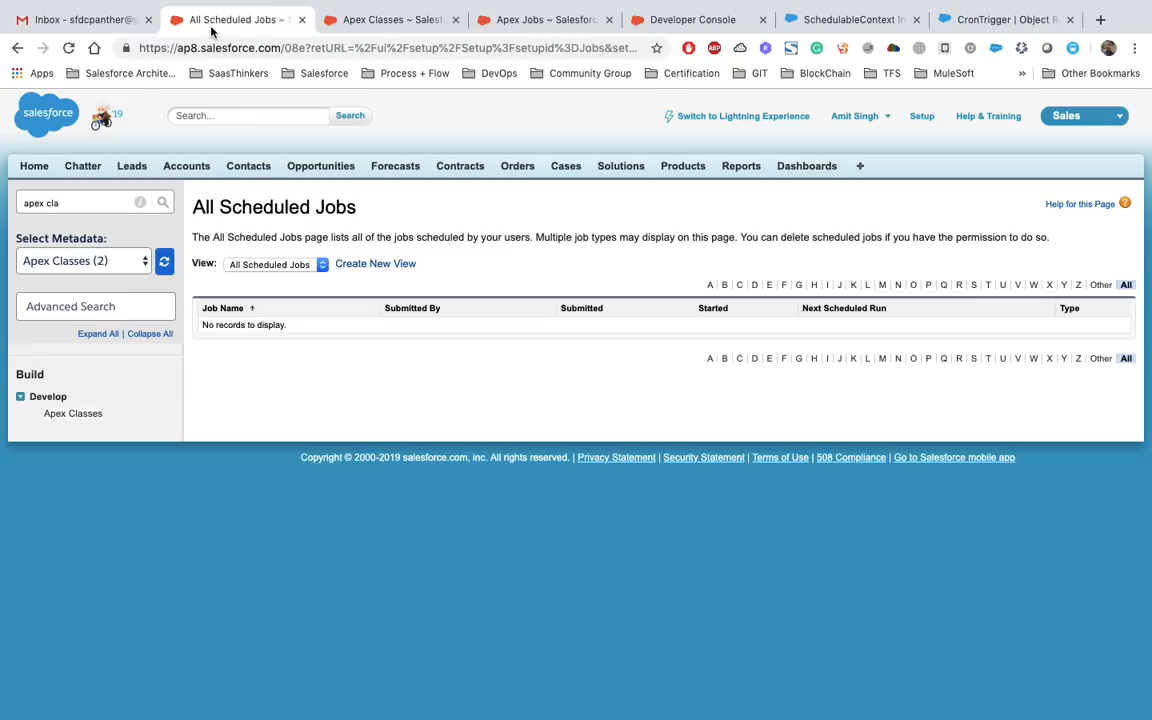 Inbox - sfdcpanther@g
All Scheduled Jobs ~ S
Apex Classes ~ Salesf
Apex Jobs ~ Salesforc
Developer Console
SchedulableContext In
CronTrigger | Object R
https://ap8.salesforce.com/08e?retURL=%2Fui%2Fsetup%2FSetup%3Fsetupid%3DJobs&set...
Apps
Salesforce Archite...
SaasThinkers
Salesforce
Process + Flow
DevOps
Community Group
Certification
GIT
BlockChain
TFS
MuleSoft
»
Other Bookmarks
salesforce
'19
Search...
Search
Switch to Lightning Experience
Amit Singh
Setup
Help & Training
Sales
Home
Chatter
Leads
Accounts
Contacts
Opportunities
Forecasts
Contracts
Orders
Cases
Solutions
Products
Reports
Dashboards
+
apex cla
Select Metadata:
Apex Classes (2)
Advanced Search
Expand All | Collapse All
Build
Develop
Apex Classes
All Scheduled Jobs
Help for this Page
The All Scheduled Jobs page lists all of the jobs scheduled by your users. Multiple job types may display on this page. You can delete scheduled jobs if you have the permission to do so.
View: All Scheduled Jobs Create New View
A | B | C | D | E | F | G | H | I | J | K | L | M | N | O | P | Q | R | S | T | U | V | W | X | Y | Z | Other | All
Job Name ↑ Submitted By Submitted Started Next Scheduled Run Type
No records to display.
A | B | C | D | E | F | G | H | I | J | K | L | M | N | O | P | Q | R | S | T | U | V | W | X | Y | Z | Other | All
Copyright © 2000-2019 salesforce.com, inc. All rights reserved. | Privacy Statement | Security Statement | Terms of Use | 508 Compliance | Go to Salesforce mobile app